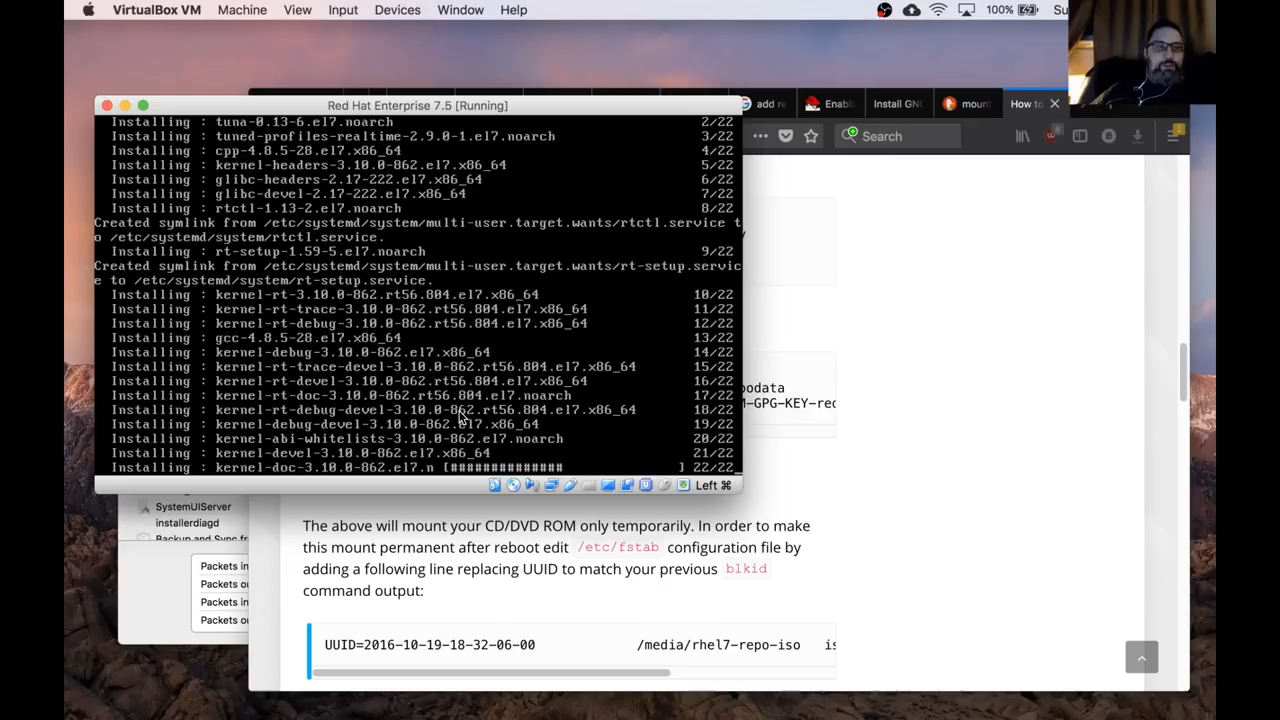 VirtualBox VM Machine View Input Devices Window Help 100% Su
Red Hat Enterprise 7.5 [Running]
Installing : tuna-0.13-6.el7.noarch 2/22
Installing : tuned-profiles-realtime-2.9.0-1.el7.noarch 3/22
Installing : cpp-4.8.5-28.el7.x86_64 4/22
Installing : kernel-headers-3.10.0-862.el7.x86_64 5/22
Installing : glibc-headers-2.17-222.el7.x86_64 6/22
Installing : glibc-devel-2.17-222.el7.x86_64 7/22
Installing : rtctl-1.13-2.el7.noarch 8/22
Created symlink from /etc/systemd/system/multi-user.target.wants/rtctl.service t
o /etc/systemd/system/rtctl.service.
Installing : rt-setup-1.59-5.el7.noarch 9/22
Created symlink from /etc/systemd/system/multi-user.target.wants/rt-setup.servic
e to /etc/systemd/system/rt-setup.service.
Installing : kernel-rt-3.10.0-862.rt56.804.el7.x86_64 10/22
Installing : kernel-rt-trace-3.10.0-862.rt56.804.el7.x86_64 11/22
Installing : kernel-rt-debug-3.10.0-862.rt56.804.el7.x86_64 12/22
Installing : gcc-4.8.5-28.el7.x86_64 13/22
Installing : kernel-debug-3.10.0-862.el7.x86_64 14/22
Installing : kernel-rt-trace-devel-3.10.0-862.rt56.804.el7.x86_64 15/22
Installing : kernel-rt-devel-3.10.0-862.rt56.804.el7.x86_64 16/22
Installing : kernel-rt-doc-3.10.0-862.rt56.804.el7.noarch 17/22
Installing : kernel-rt-debug-devel-3.10.0-862.rt56.804.el7.x86_64 18/22
Installing : kernel-debug-devel-3.10.0-862.el7.x86_64 19/22
Installing : kernel-abi-whitelists-3.10.0-862.el7.noarch 20/22
Installing : kernel-devel-3.10.0-862.el7.x86_64 21/22
Installing : kernel-doc-3.10.0-862.el7.n [############## ] 22/22
Left ⌘
add re Enabli Install GN mount How to
Search
podata
M-GPG-KEY-red
SystemUIServer
installerdiagd
Backup and Sync fr
Packets in
Packets ou
Packets in
Packets ou
The above will mount your CD/DVD ROM only temporarily. In order to make
this mount permanent after reboot edit /etc/fstab configuration file by
adding a following line replacing UUID to match your previous blkid
command output:
UUID=2016-10-19-18-32-06-00 /media/rhel7-repo-iso is